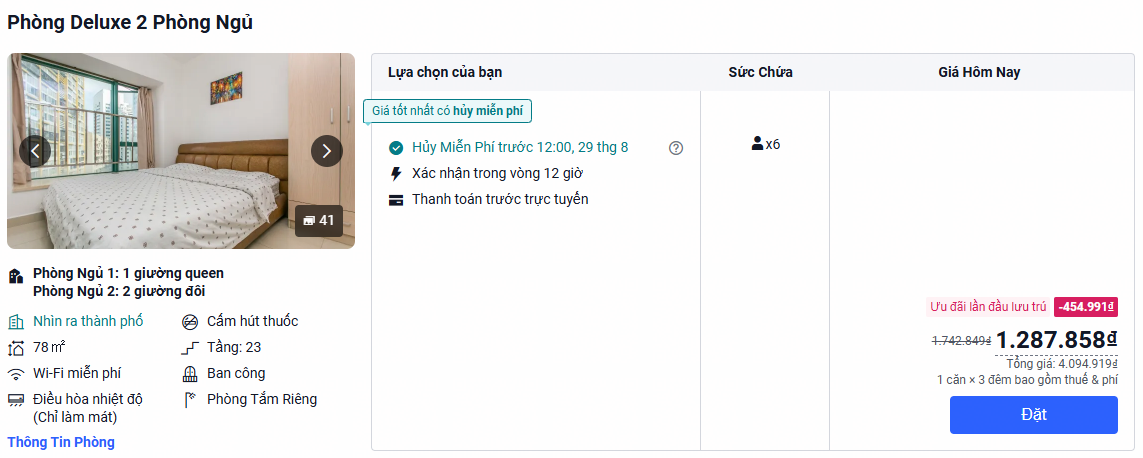 Phòng Deluxe 2 Phòng Ngủ
41
Phòng Ngủ 1: 1 giường queen
Phòng Ngủ 2: 2 giường đôi
Nhìn ra thành phố
Cấm hút thuốc
78㎡
Tầng: 23
Wi-Fi miễn phí
Ban công
Điều hòa nhiệt độ
(Chỉ làm mát)
Phòng Tắm Riêng
Thông Tin Phòng
Lựa chọn của bạn
Sức Chứa
Giá Hôm Nay
Giá tốt nhất có hủy miễn phí
Hủy Miễn Phí trước 12:00, 29 thg 8
Xác nhận trong vòng 12 giờ
Thanh toán trước trực tuyến
x6
Ưu đãi lần đầu lưu trú -454.991₫
1.742.849₫ 1.287.858₫
Tổng giá: 4.094.919₫
1 căn × 3 đêm bao gồm thuế & phí
Đặt